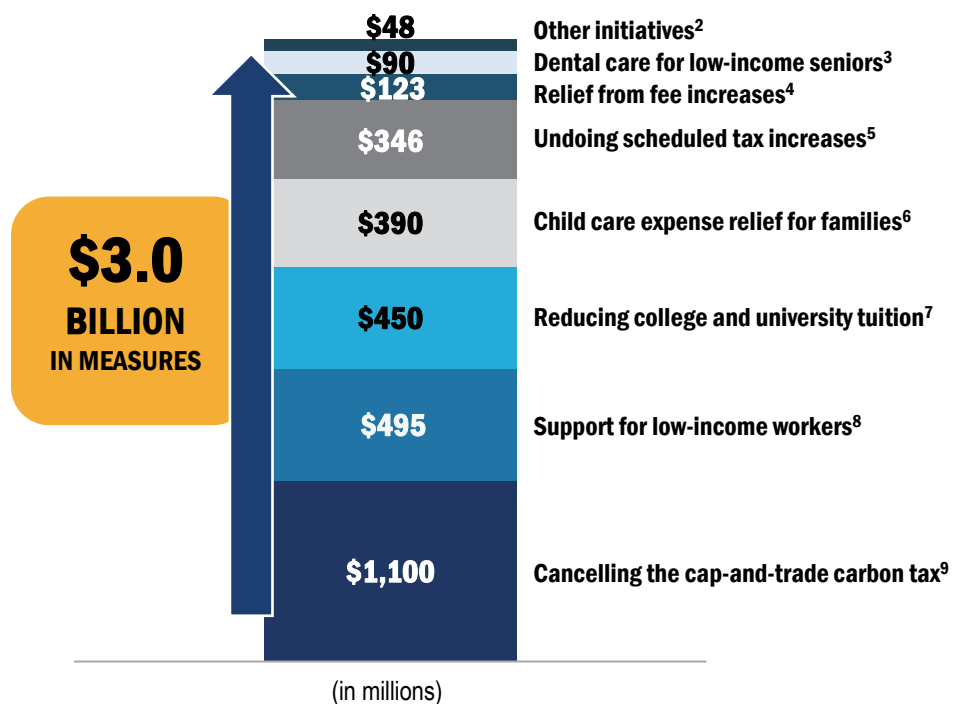 $48 Other initiatives²
$90 Dental care for low-income seniors³
$123 Relief from fee increases⁴
$346 Undoing scheduled tax increases⁵
$390 Child care expense relief for families⁶
$3.0
BILLION
IN MEASURES
$450 Reducing college and university tuition⁷
$495 Support for low-income workers⁸
$1,100 Cancelling the cap-and-trade carbon tax⁹
(in millions)